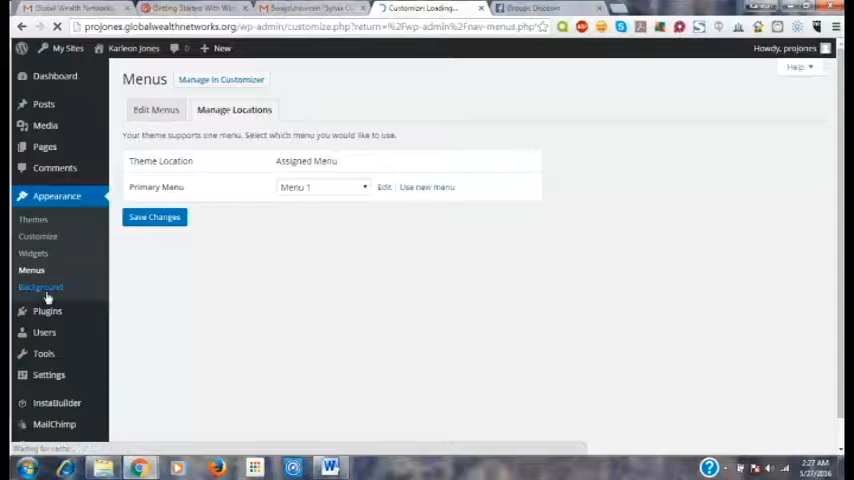 Global Wealth Networks
Getting Started With Wo
Customizer Loading...
Groups Discover
projones.globalwealthnetworks.org/wp-admin/customize.php?return=%2Fwp-admin%2Fnav-menus.php
My Sites
Karleon Jones
0
New
Howdy, projones
Dashboard
Posts
Media
Pages
Comments
Appearance
Themes
Customize
Widgets
Menus
Background
Plugins
Users
Tools
Settings
InstaBuilder
MailChimp
Menus
Manage in Customizer
Help
Edit Menus
Manage Locations
Your theme supports one menu. Select which menu you would like to use.
Theme Location
Assigned Menu
Primary Menu
Menu 1
Edit
Use new menu
Save Changes
Waiting for cache...
2:27 AM
5/27/2016